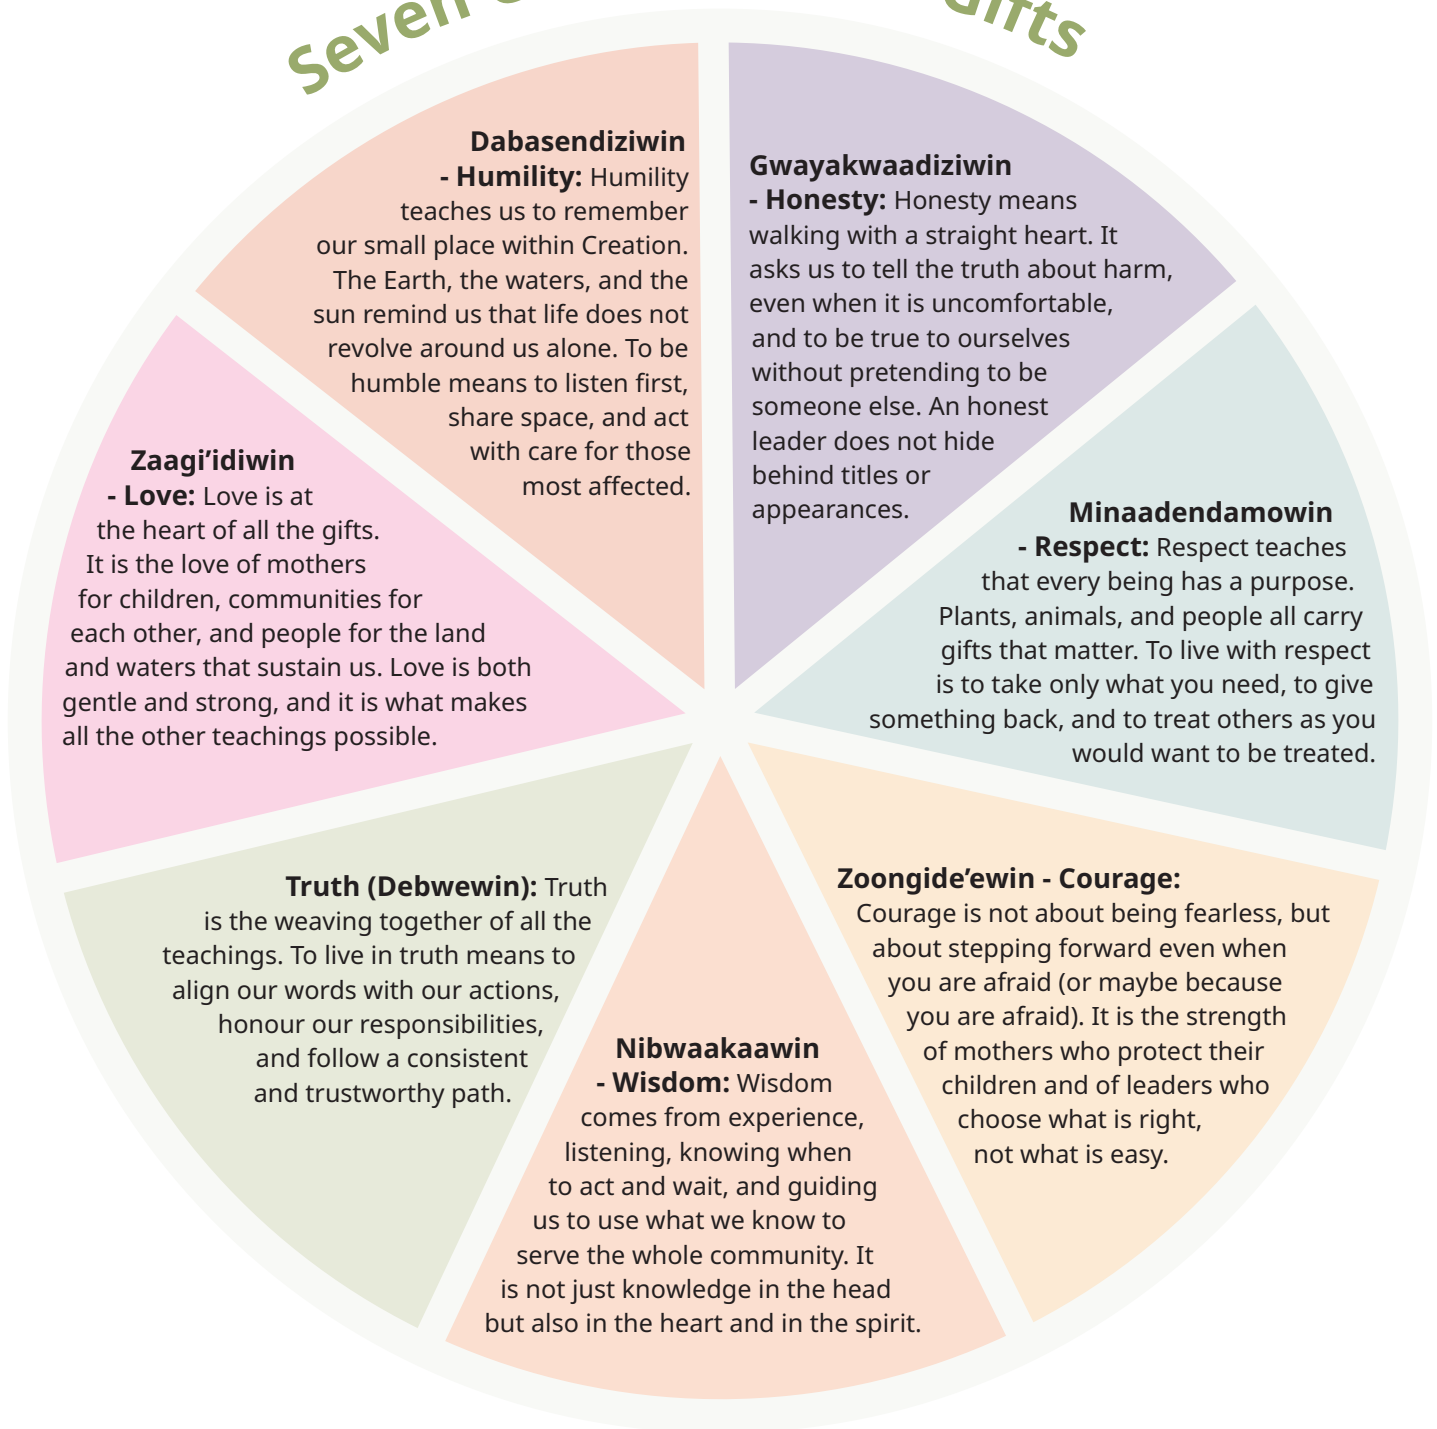 Seven Gifts
Dabasendiziwin
- Humility: Humility
teaches us to remember
our small place within Creation.
The Earth, the waters, and the
sun remind us that life does not
revolve around us alone. To be
humble means to listen first,
share space, and act
with care for those
most affected.
Gwayakwaadiziwin
- Honesty: Honesty means
walking with a straight heart. It
asks us to tell the truth about harm,
even when it is uncomfortable,
and to be true to ourselves
without pretending to be
someone else. An honest
leader does not hide
behind titles or
appearances.
Minaadendamowin
- Respect: Respect teaches
that every being has a purpose.
Plants, animals, and people all carry
gifts that matter. To live with respect
is to take only what you need, to give
something back, and to treat others as you
would want to be treated.
Zoongide’ewin - Courage:
Courage is not about being fearless, but
about stepping forward even when
you are afraid (or maybe because
you are afraid). It is the strength
of mothers who protect their
children and of leaders who
choose what is right,
not what is easy.
Nibwaakaawin
- Wisdom: Wisdom
comes from experience,
listening, knowing when
to act and wait, and guiding
us to use what we know to
serve the whole community. It
is not just knowledge in the head
but also in the heart and in the spirit.
Truth (Debwewin): Truth
is the weaving together of all the
teachings. To live in truth means to
align our words with our actions,
honour our responsibilities,
and follow a consistent
and trustworthy path.
Zaagi’idiwin
- Love: Love is at
the heart of all the gifts.
It is the love of mothers
for children, communities for
each other, and people for the land
and waters that sustain us. Love is both
gentle and strong, and it is what makes
all the other teachings possible.